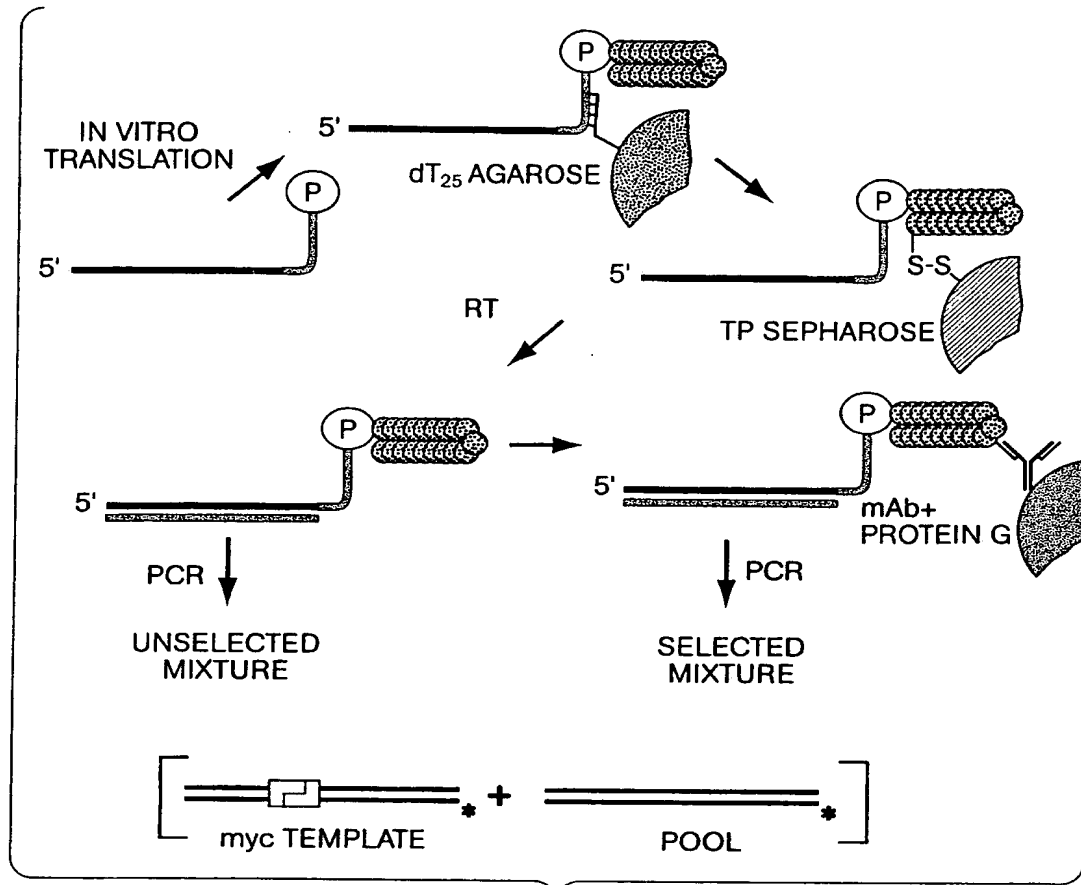 P
5'
IN VITRO
TRANSLATION
dT₂₅ AGAROSE
P
5'
P
5'
S-S
TP SEPHAROSE
RT
P
5'
P
5'
mAb+
PROTEIN G
PCR
UNSELECTED
MIXTURE
PCR
SELECTED
MIXTURE
* + *
myc TEMPLATE
POOL